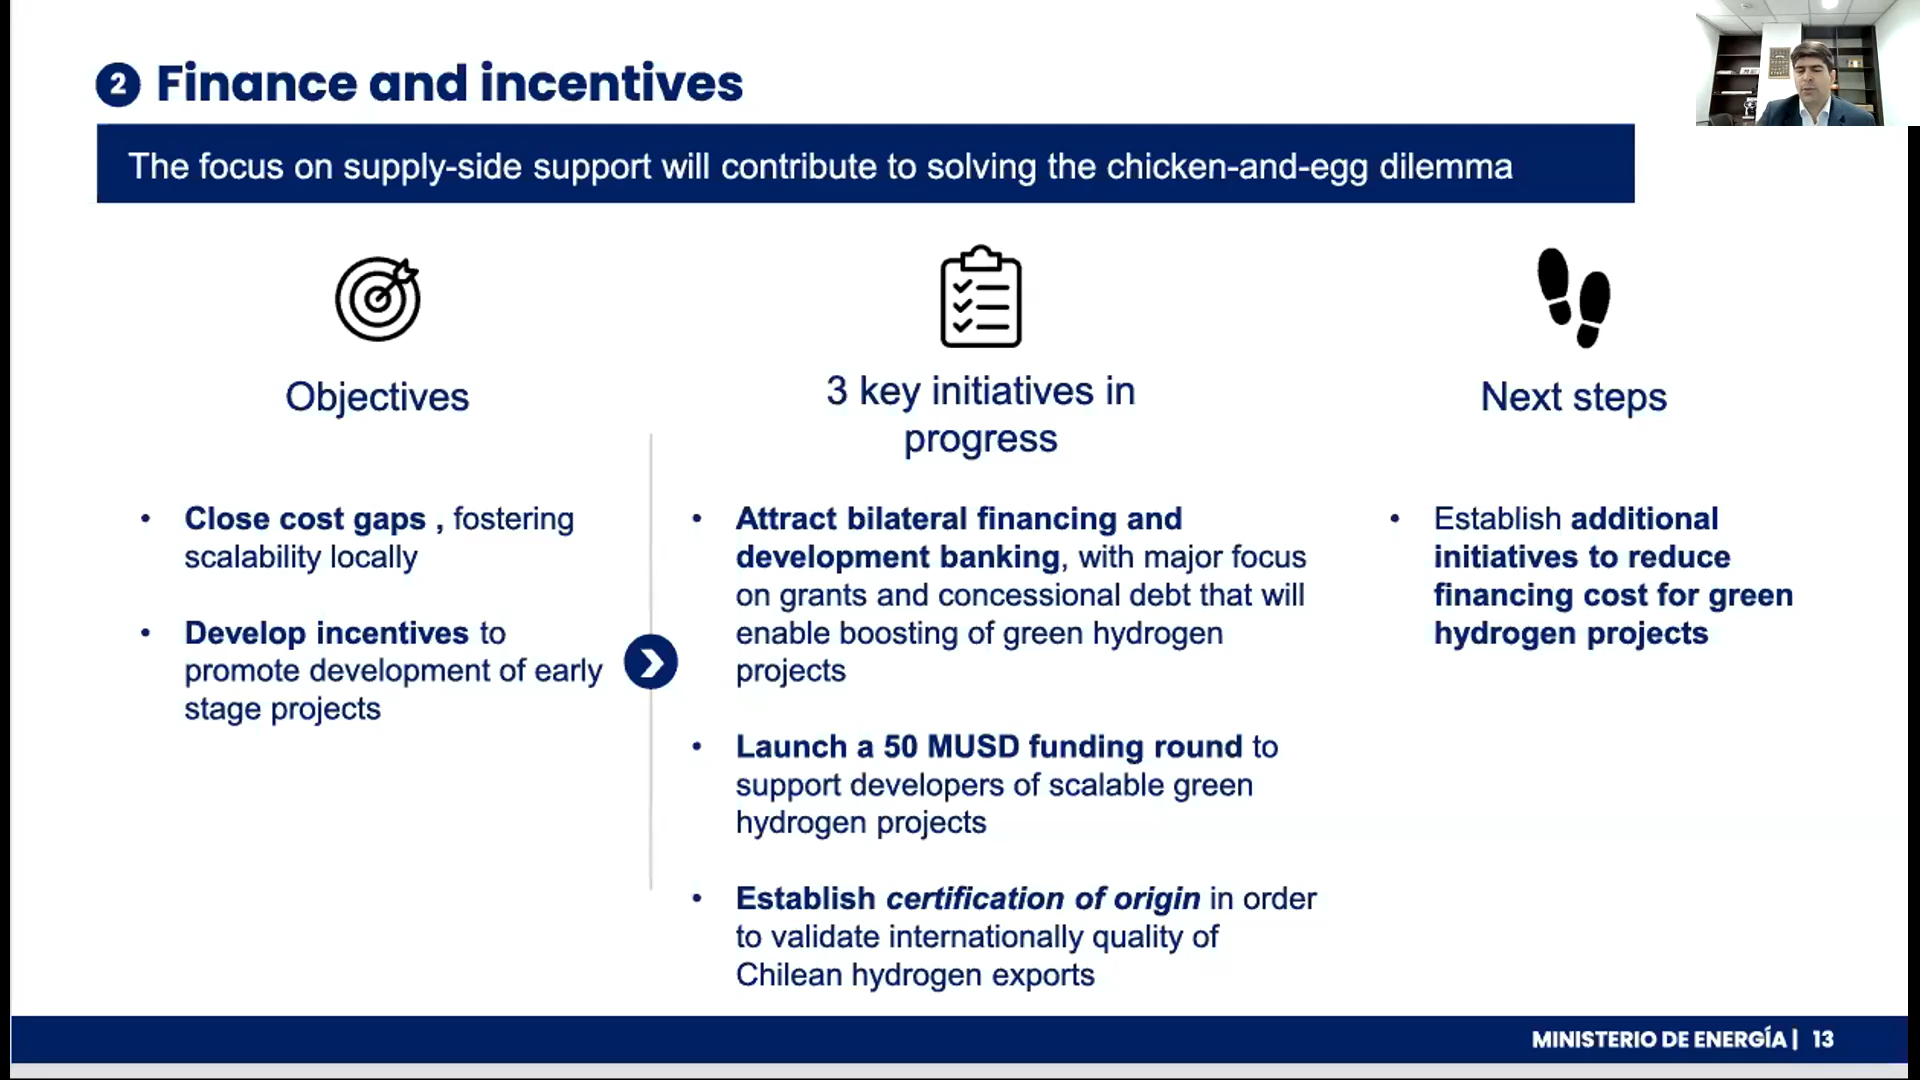 2 Finance and incentives
The focus on supply-side support will contribute to solving the chicken-and-egg dilemma
Objectives
• Close cost gaps , fostering
scalability locally
• Develop incentives to
promote development of early
stage projects
3 key initiatives in
progress
• Attract bilateral financing and
development banking, with major focus
on grants and concessional debt that will
enable boosting of green hydrogen
projects
• Launch a 50 MUSD funding round to
support developers of scalable green
hydrogen projects
• Establish certification of origin in order
to validate internationally quality of
Chilean hydrogen exports
Next steps
• Establish additional
initiatives to reduce
financing cost for green
hydrogen projects
MINISTERIO DE ENERGÍA | 13